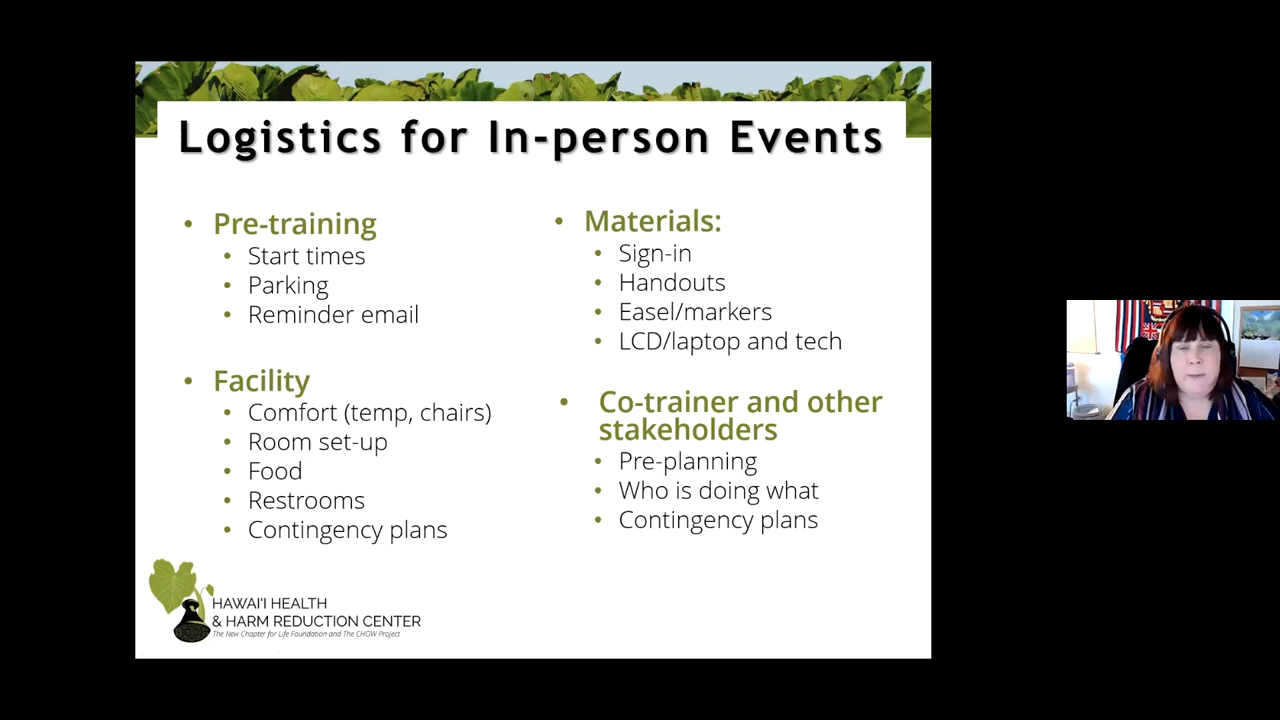 Logistics for In-person Events
• Pre-training
• Start times
• Parking
• Reminder email
• Facility
• Comfort (temp, chairs)
• Room set-up
• Food
• Restrooms
• Contingency plans
• Materials:
• Sign-in
• Handouts
• Easel/markers
• LCD/laptop and tech
• Co-trainer and other
stakeholders
• Pre-planning
• Who is doing what
• Contingency plans
HAWAI'I HEALTH
& HARM REDUCTION CENTER
The New Chapter for Life Foundation and The CHOW Project